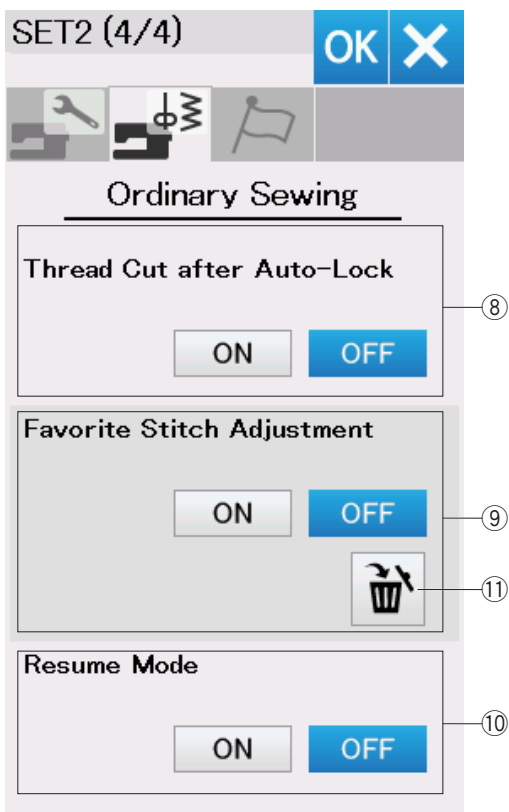 SET2 (4/4)
OK
Ordinary Sewing
Thread Cut after Auto-Lock
ON OFF
⑧
Favorite Stitch Adjustment
ON OFF
⑨
⑪
Resume Mode
ON OFF
⑩